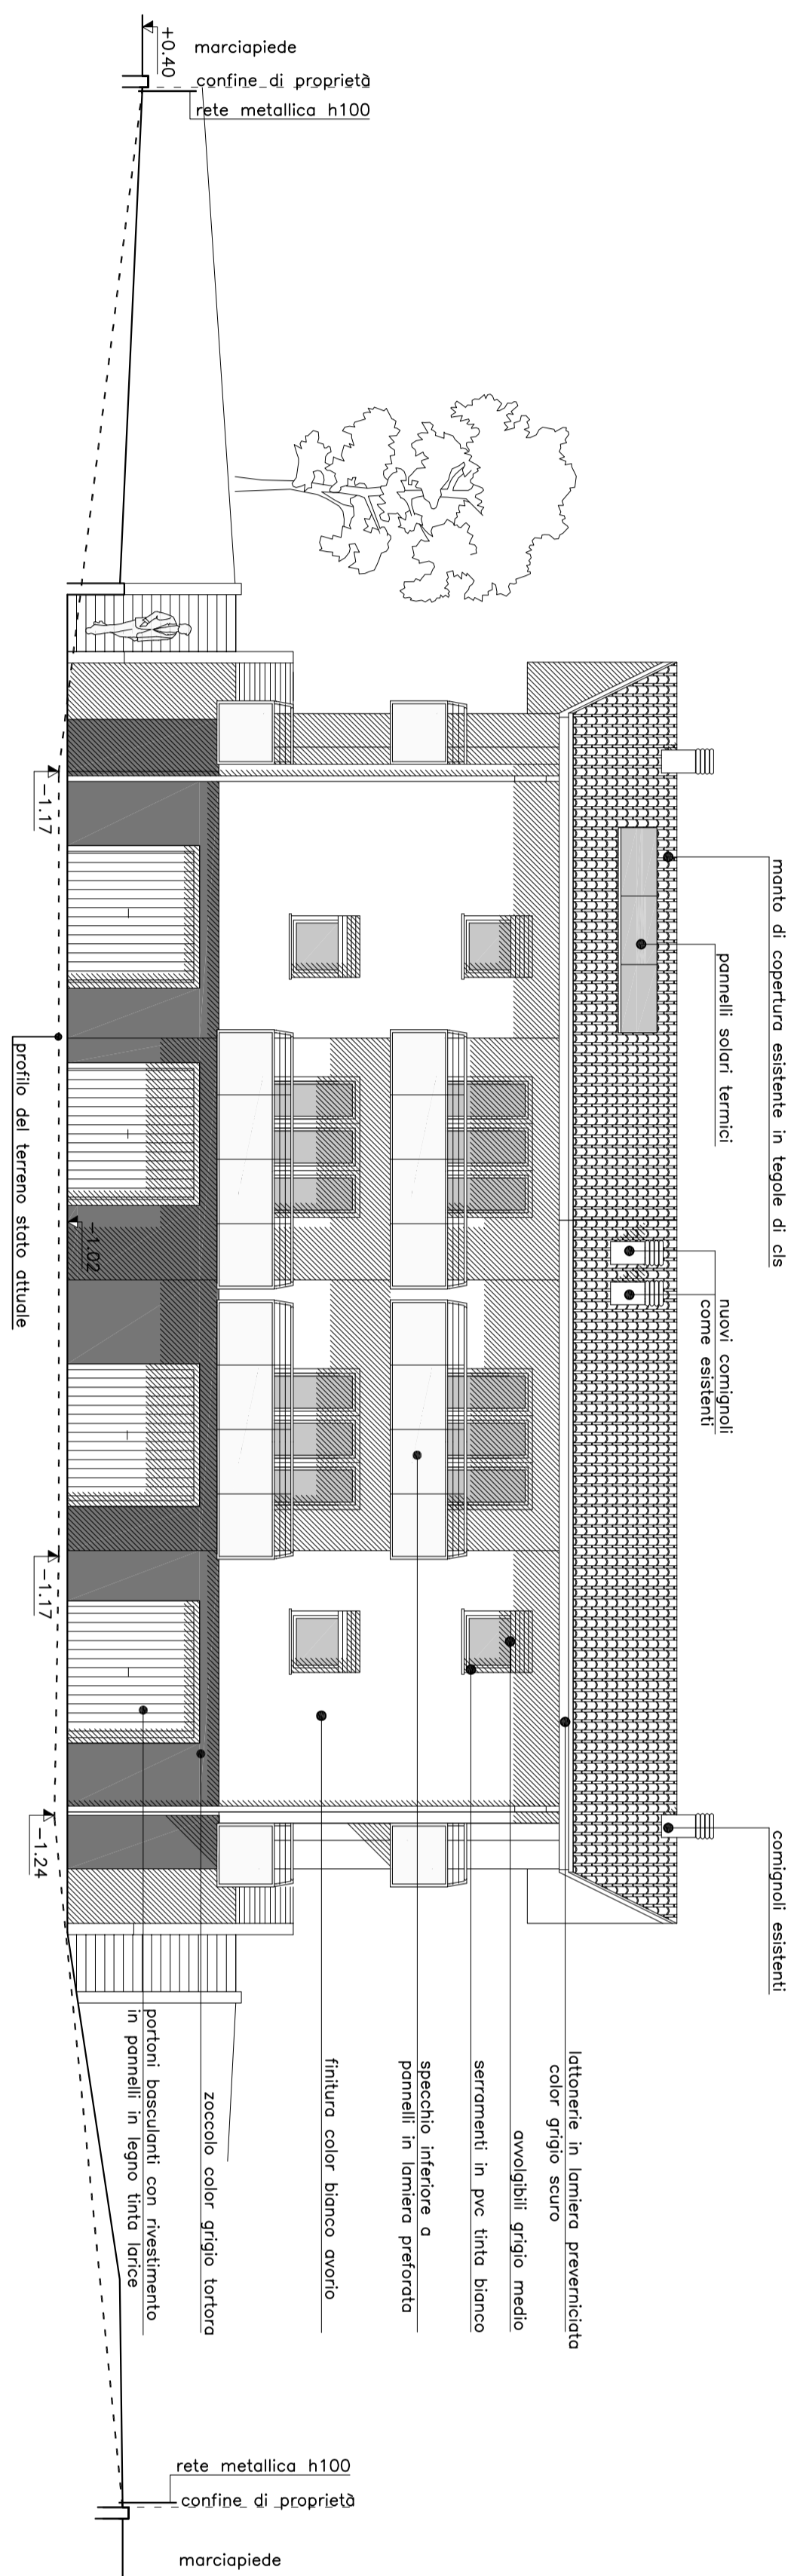 marciapiede
confine di proprietà
rete metallica h100
+0.40
manto di copertura esistente in tegole di cls
pannelli solari termici
nuovi comignoli
come esistenti
comignoli esistenti
-1.17
profilo del terreno stato attuale
-1.02
-1.17
-1.24
lattonerie in lamiera preverniciata
color grigio scuro
avvolgibili grigio medio
serramenti in pvc tinta bianco
specchio inferiore a
pannelli in lamiera preforata
finitura color bianco avorio
zoccolo color grigio tortora
portoni basculanti con rivestimento
in pannelli in legno tinta larice
rete metallica h100
confine di proprietà
marciapiede